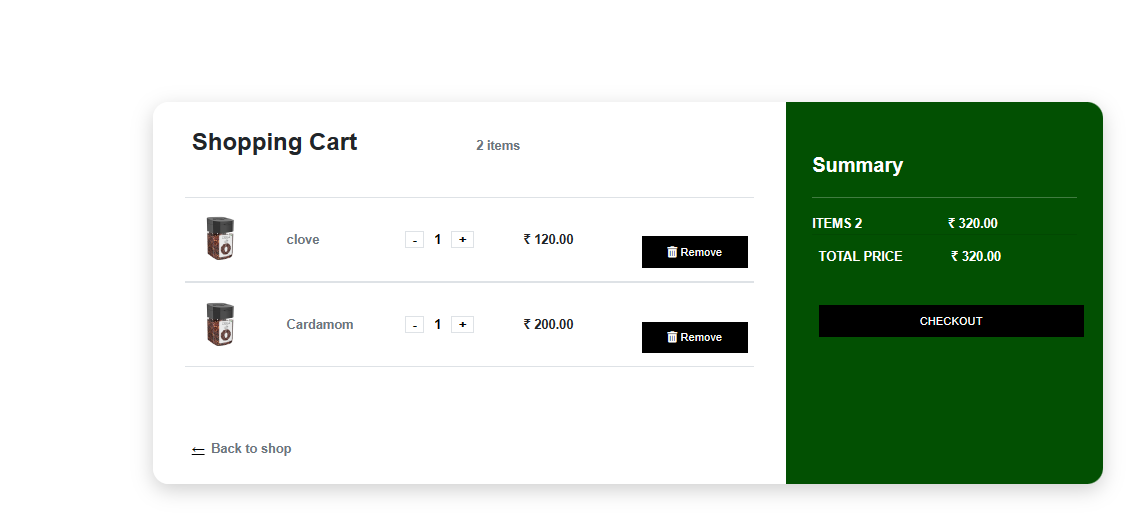 Shopping Cart 2 items
clove - 1 + ₹ 120.00 Remove
Cardamom - 1 + ₹ 200.00 Remove
← Back to shop
Summary
ITEMS 2 ₹ 320.00
TOTAL PRICE ₹ 320.00
CHECKOUT